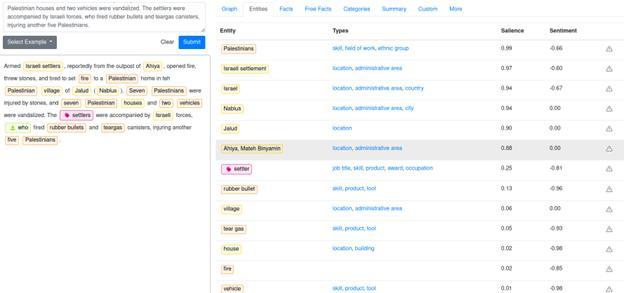 Palestinian houses and two vehicles were vandalized. The settlers were
accompanied by Israeli forces, who fired rubber bullets and teargas canisters,
injuring another five Palestinians.
Select Example
Clear
Submit
Armed Israeli settlers , reportedly from the outpost of Ahiya , opened fire,
threw stones, and tried to set fire to a Palestinian home in teh
Palestinian village of Jalud ( Nablus ). Seven Palestinians were
injured by stones, and seven Palestinian houses and two vehicles
were vandalized. The settlers were accompanied by Israeli forces,
who fired rubber bullets and teargas canisters, injuring another
five Palestinians .
Graph Entities Facts Free Facts Categories Summary Custom More
Entity Types Salience Sentiment
Palestinians skill, field of work, ethnic group 0.99 -0.66
Israeli settlement location, administrative area 0.97 -0.60
Israel location, administrative area, country 0.94 -0.67
Nablus location, administrative area, city 0.94 0.00
Jalud location 0.90 0.00
Ahiya, Mateh Binyamin location, administrative area 0.88 0.00
settler job title, skill, product, award, occupation 0.25 -0.81
rubber bullet skill, product, tool 0.13 -0.96
village location, administrative area 0.06 0.00
tear gas skill, product, tool 0.05 -0.93
house location, building 0.02 -0.98
fire 0.02 -0.85
vehicle skill, product, tool 0.01 -0.98